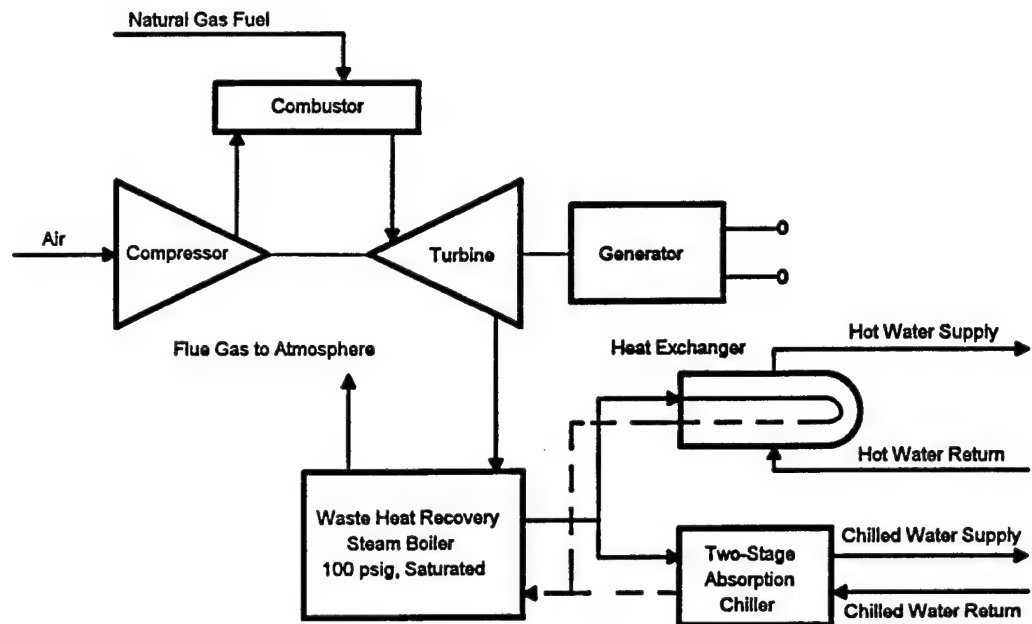 Natural Gas Fuel
Combustor
Air
Compressor
Turbine
Generator
Flue Gas to Atmosphere
Heat Exchanger
Hot Water Supply
Hot Water Return
Waste Heat Recovery
Steam Boiler
100 psig, Saturated
Two-Stage
Absorption
Chiller
Chilled Water Supply
Chilled Water Return